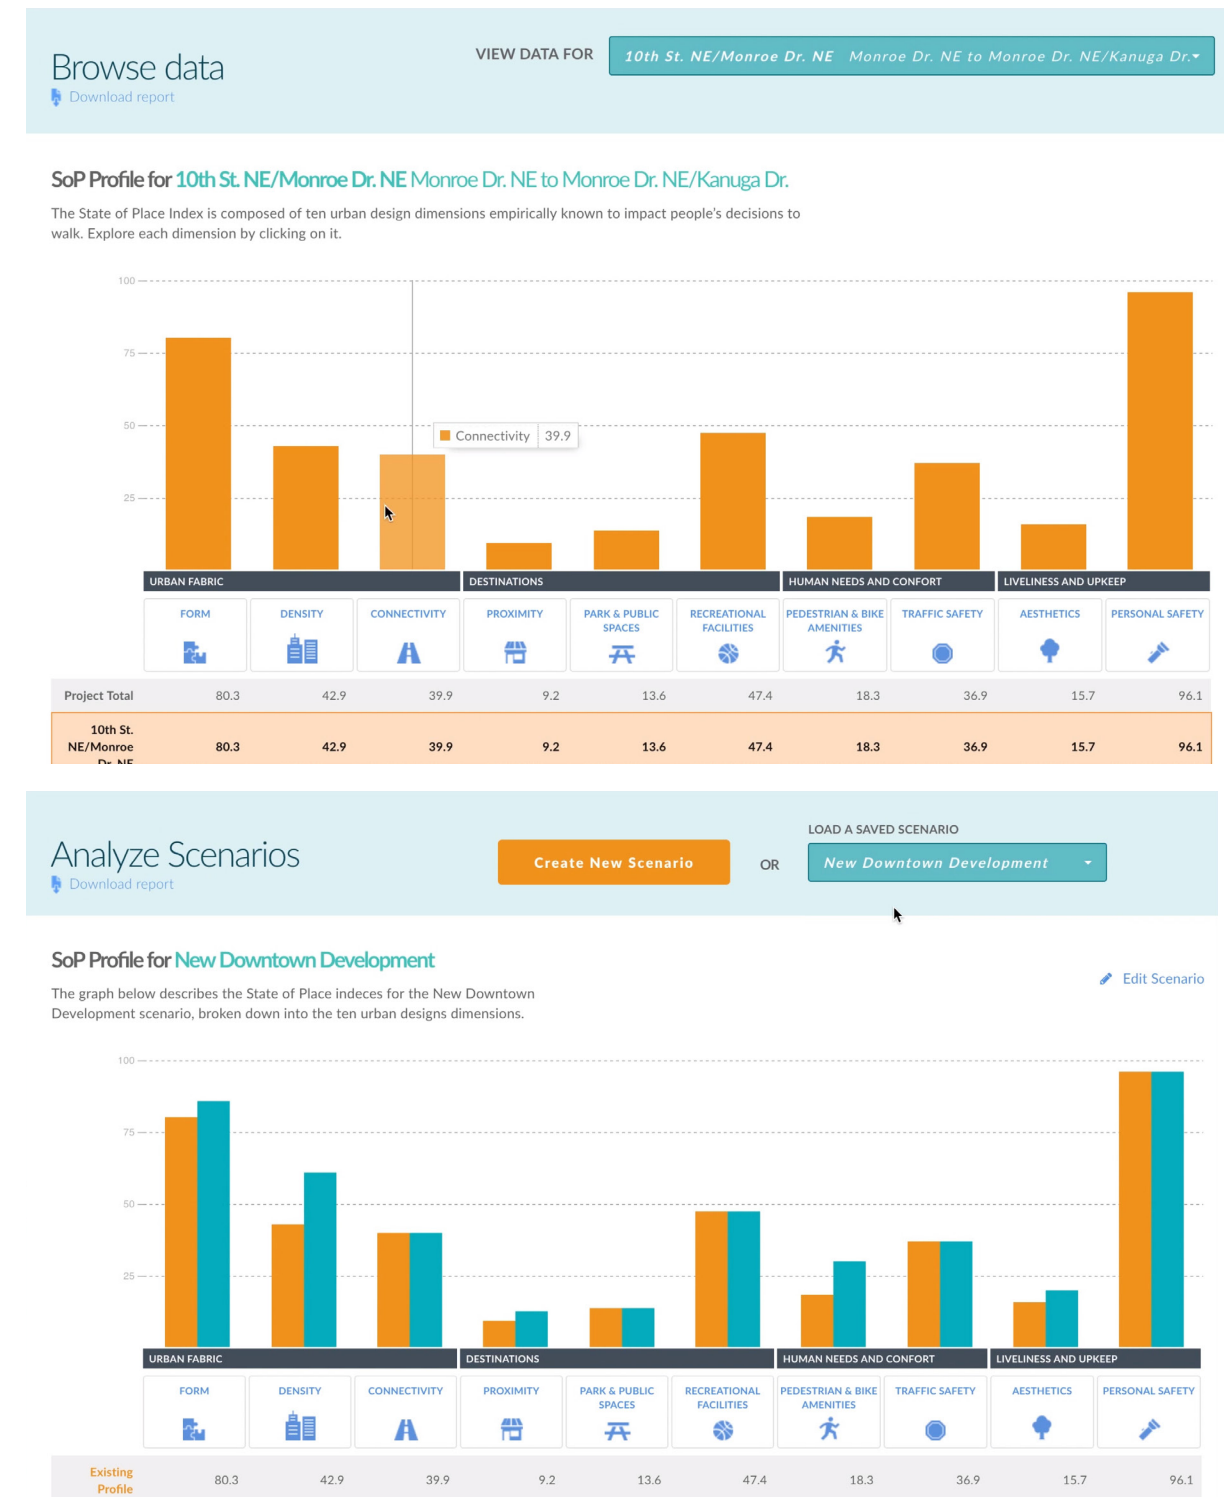 Browse data
Download report
VIEW DATA FOR
10th St. NE/Monroe Dr. NE Monroe Dr. NE to Monroe Dr. NE/Kanuga Dr.
SoP Profile for 10th St. NE/Monroe Dr. NE Monroe Dr. NE to Monroe Dr. NE/Kanuga Dr.
The State of Place Index is composed of ten urban design dimensions empirically known to impact people's decisions to
walk. Explore each dimension by clicking on it.
100
75
50
25
Connectivity 39.9
URBAN FABRIC DESTINATIONS HUMAN NEEDS AND CONFORT LIVELINESS AND UPKEEP
FORM DENSITY CONNECTIVITY PROXIMITY PARK & PUBLIC RECREATIONAL PEDESTRIAN & BIKE TRAFFIC SAFETY AESTHETICS PERSONAL SAFETY
SPACES FACILITIES AMENITIES
Project Total 80.3 42.9 39.9 9.2 13.6 47.4 18.3 36.9 15.7 96.1
10th St.
NE/Monroe 80.3 42.9 39.9 9.2 13.6 47.4 18.3 36.9 15.7 96.1
Dr. NE
Analyze Scenarios
Download report
Create New Scenario
OR
LOAD A SAVED SCENARIO
New Downtown Development
SoP Profile for New Downtown Development
Edit Scenario
The graph below describes the State of Place indeces for the New Downtown
Development scenario, broken down into the ten urban designs dimensions.
100
75
50
25
URBAN FABRIC DESTINATIONS HUMAN NEEDS AND CONFORT LIVELINESS AND UPKEEP
FORM DENSITY CONNECTIVITY PROXIMITY PARK & PUBLIC RECREATIONAL PEDESTRIAN & BIKE TRAFFIC SAFETY AESTHETICS PERSONAL SAFETY
SPACES FACILITIES AMENITIES
Existing
Profile 80.3 42.9 39.9 9.2 13.6 47.4 18.3 36.9 15.7 96.1